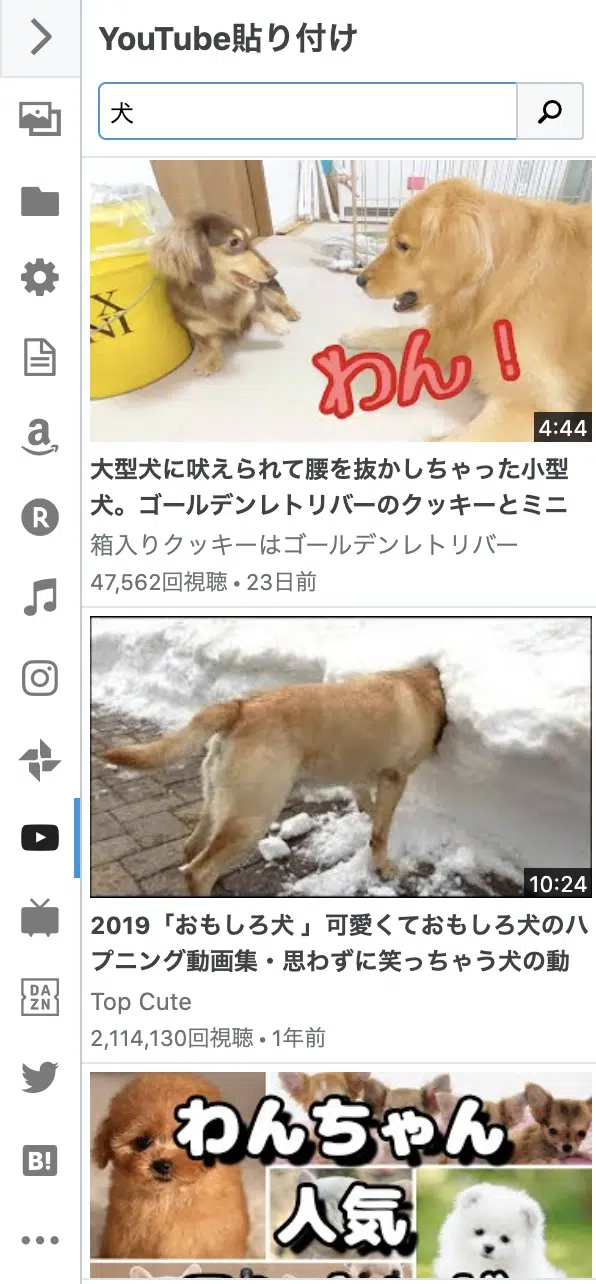 YouTube貼り付け
犬
わん！
4:44
大型犬に吠えられて腰を抜かしちゃった小型
犬。ゴールデンレトリバーのクッキーとミニ
箱入りクッキーはゴールデンレトリバー
47,562回視聴 • 23日前
10:24
2019「おもしろ犬 」可愛くておもしろ犬のハ
プニング動画集・思わずに笑っちゃう犬の動
Top Cute
2,114,130回視聴 • 1年前
わんちゃん
人気
a
R
DA
ZN
B!